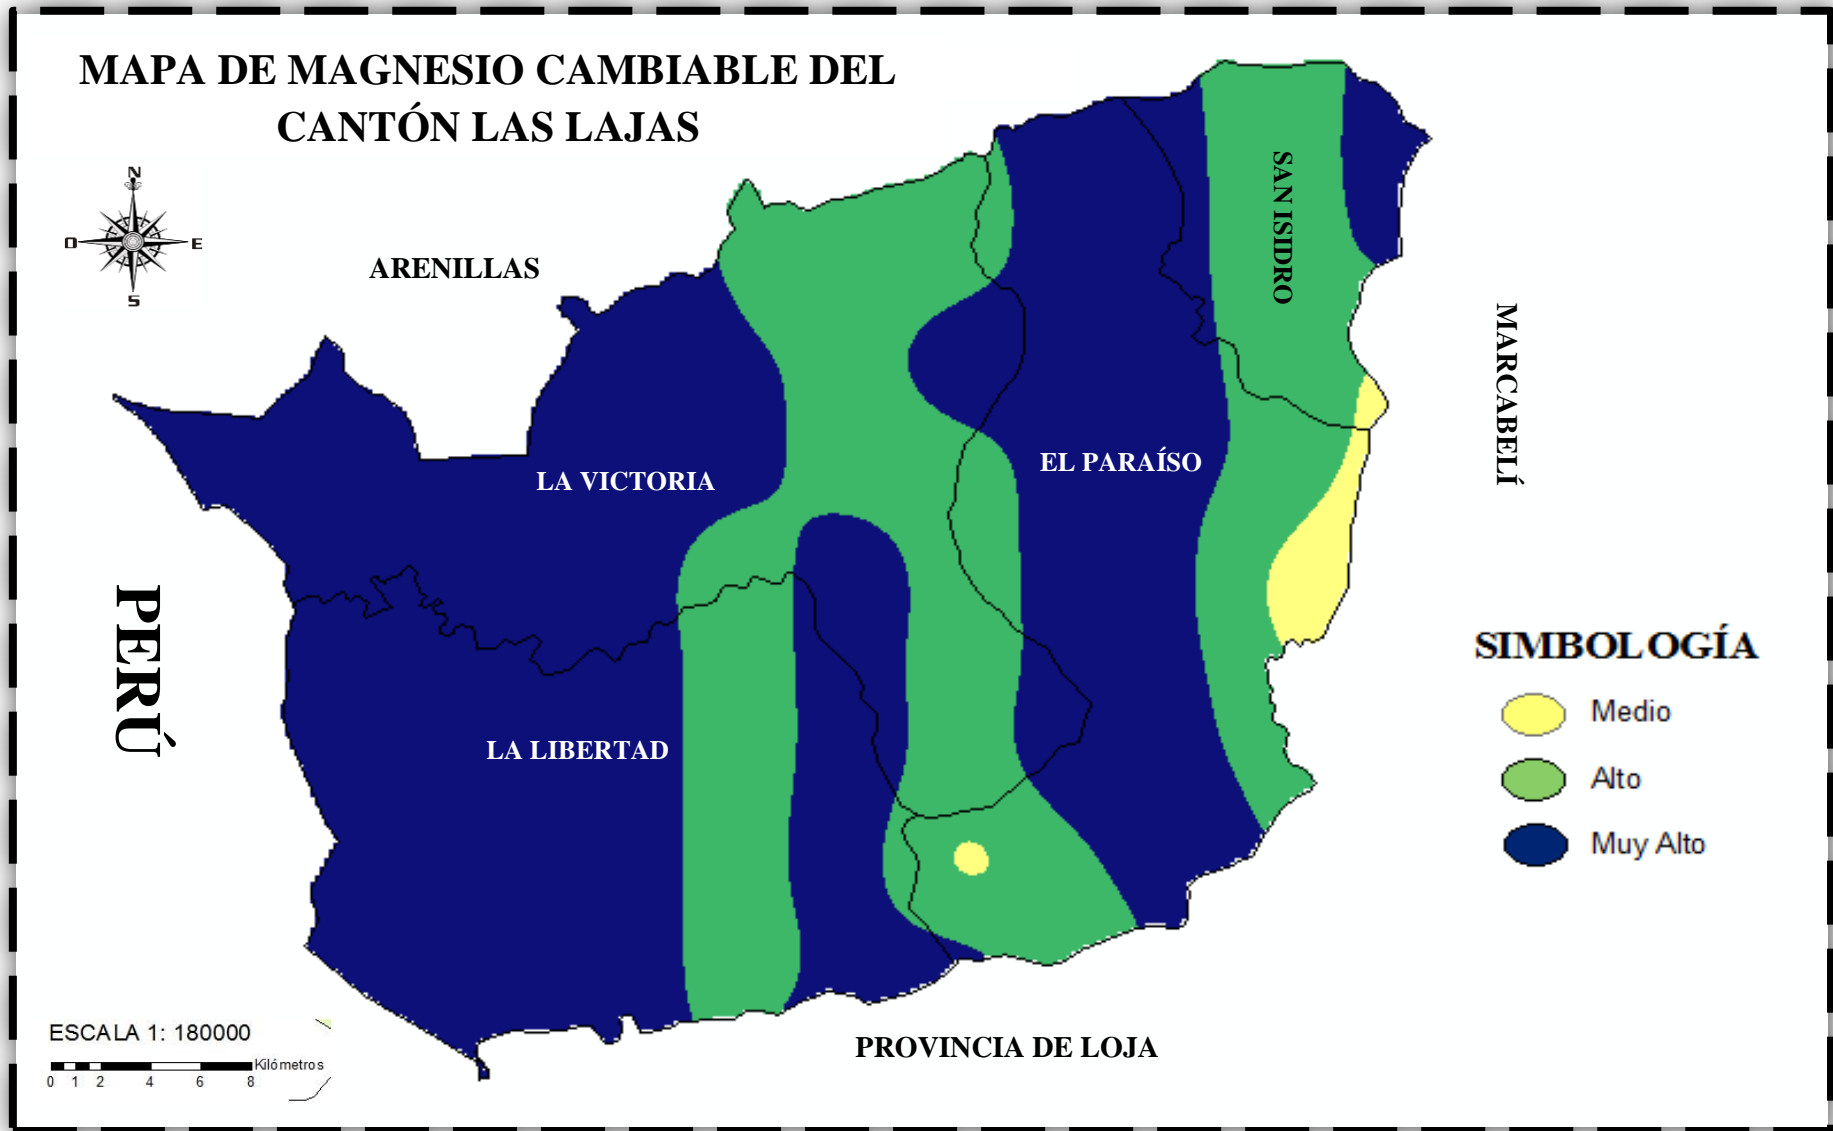 MAPA DE MAGNESIO CAMBIABLE DEL
CANTÓN LAS LAJAS
N
O
E
S
ARENILLAS
SAN ISIDRO
MARCABELÍ
LA VICTORIA
EL PARAÍSO
PERÚ
LA LIBERTAD
SIMBOLOGÍA
Medio
Alto
Muy Alto
PROVINCIA DE LOJA
ESCALA 1: 180000
Kilómetros
0 1 2 4 6 8